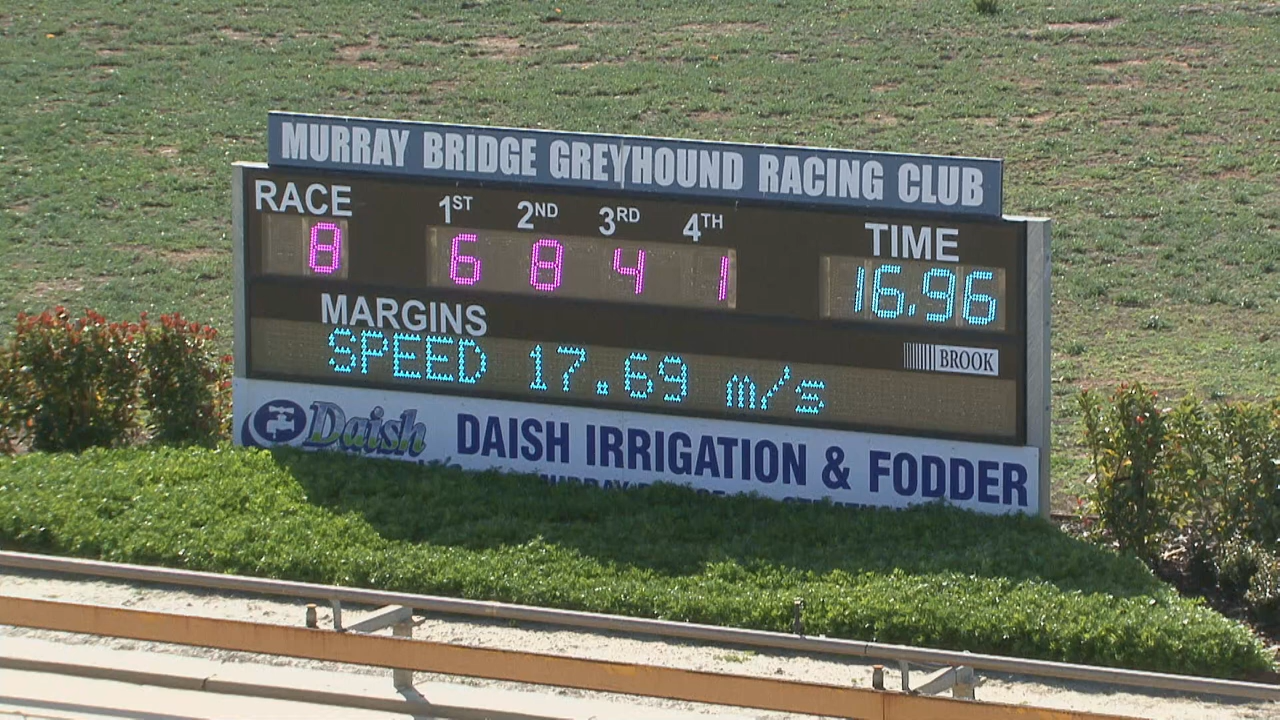 MURRAY BRIDGE GREYHOUND RACING CLUB
RACE 1ST 2ND 3RD 4TH TIME
8 6 8 4 1 16.96
MARGINS
BROOK
SPEED 17.69 m/s
Daish DAISH IRRIGATION & FODDER
MURRAY